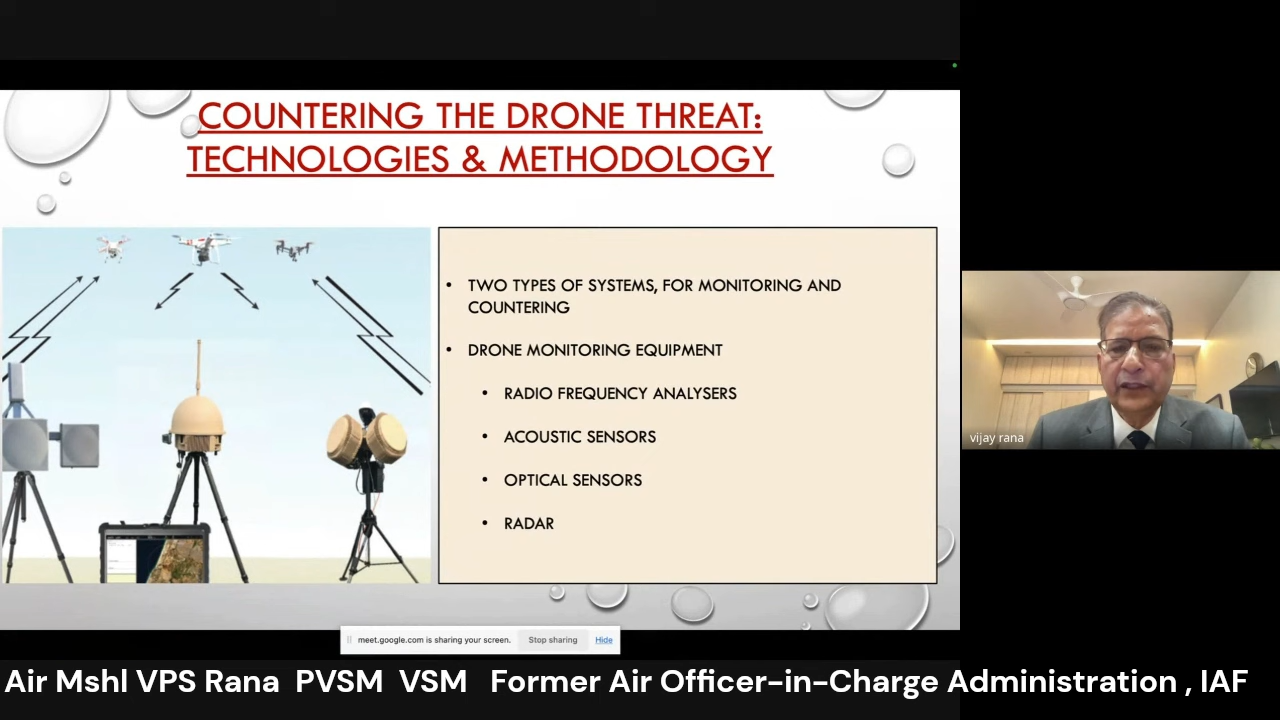 COUNTERING THE DRONE THREAT:
TECHNOLOGIES & METHODOLOGY
• TWO TYPES OF SYSTEMS, FOR MONITORING AND
COUNTERING
• DRONE MONITORING EQUIPMENT
• RADIO FREQUENCY ANALYSERS
• ACOUSTIC SENSORS
• OPTICAL SENSORS
• RADAR
vijay rana
meet.google.com is sharing your screen. Stop sharing Hide
Air Mshl VPS Rana PVSM VSM Former Air Officer-in-Charge Administration , IAF